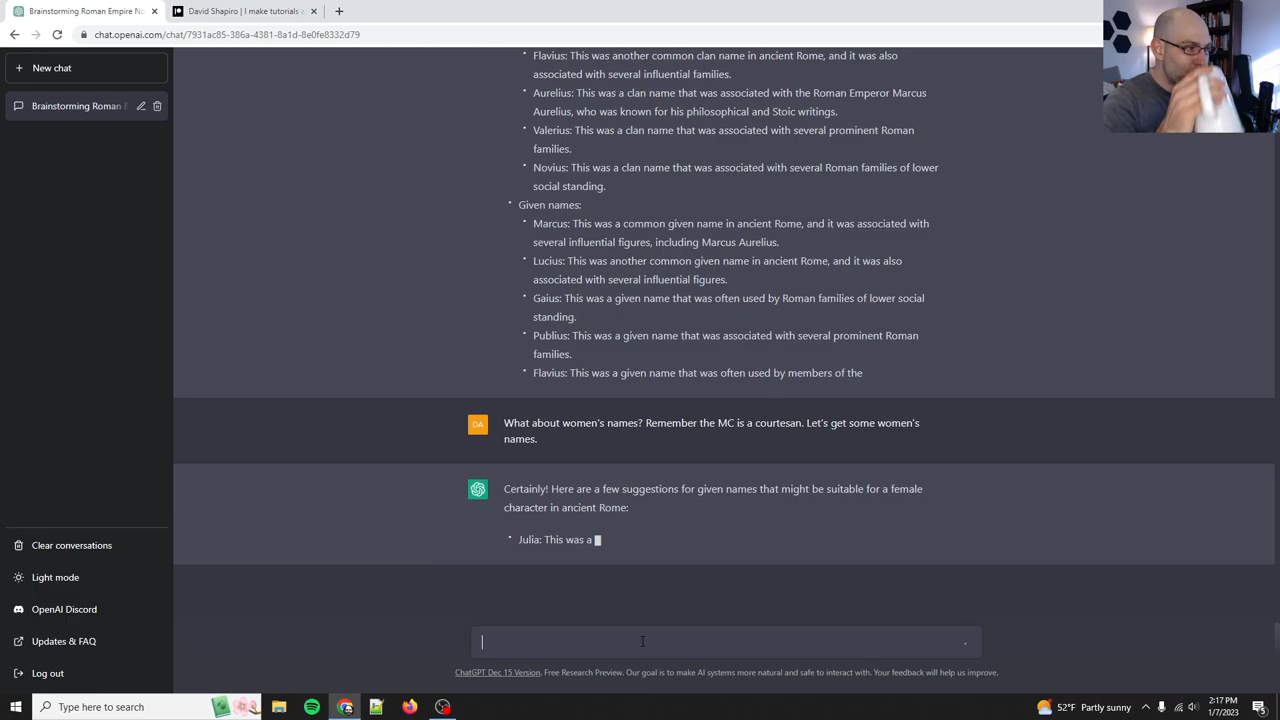 Brainstorming Roman Empire No
David Shapiro | I make tutorials a
chat.openai.com/chat/7931ac85-386a-4381-8a1d-8e0fe8332d79
New chat
Brainstorming Roman E
Flavius: This was another common clan name in ancient Rome, and it was also
associated with several influential families.
Aurelius: This was a clan name that was associated with the Roman Emperor Marcus
Aurelius, who was known for his philosophical and Stoic writings.
Valerius: This was a clan name that was associated with several prominent Roman
families.
Novius: This was a clan name that was associated with several Roman families of lower
social standing.
Given names:
Marcus: This was a common given name in ancient Rome, and it was associated with
several influential figures, including Marcus Aurelius.
Lucius: This was another common given name in ancient Rome, and it was also
associated with several influential figures.
Gaius: This was a given name that was often used by Roman families of lower social
standing.
Publius: This was a given name that was associated with several prominent Roman
families.
Flavius: This was a given name that was often used by members of the
DA
What about women's names? Remember the MC is a courtesan. Let's get some women's
names.
Certainly! Here are a few suggestions for given names that might be suitable for a female
character in ancient Rome:
Julia: This was a
Clear conversations
Light mode
OpenAI Discord
Updates & FAQ
Log out
ChatGPT Dec 15 Version. Free Research Preview. Our goal is to make AI systems more natural and safe to interact with. Your feedback will help us improve.
Type here to search
52°F Partly sunny
2:17 PM
1/7/2023
5